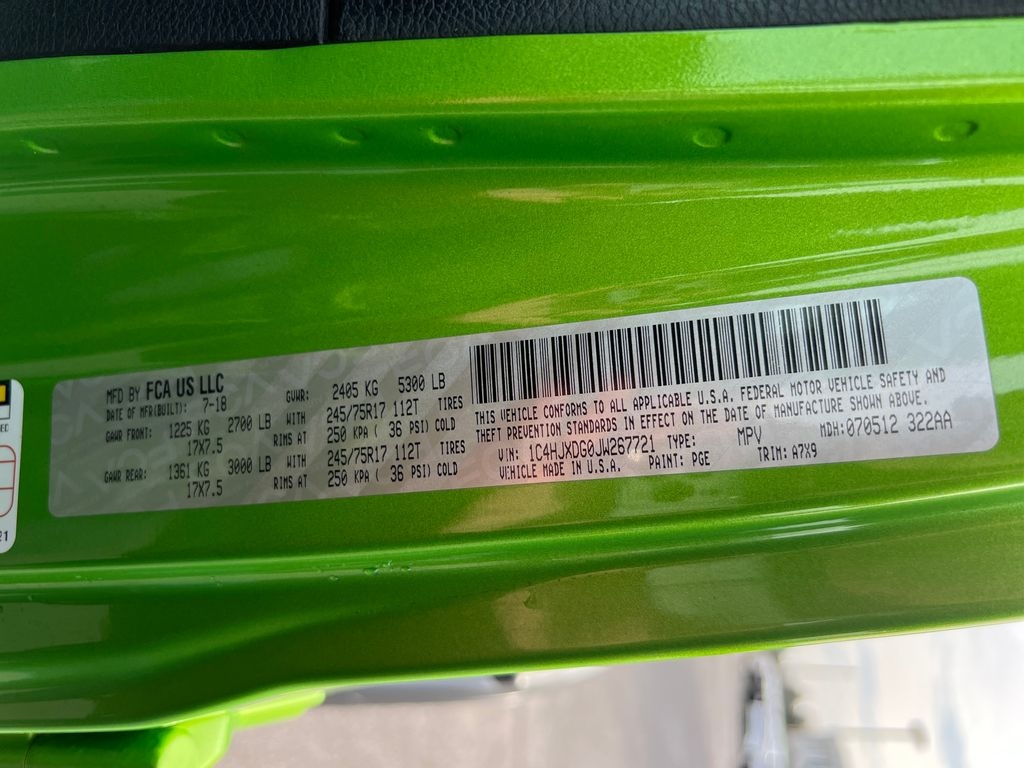 MFD BY FCA US LLC
DATE OF MFR(BUILT): 7-18
GVWR: 2405 KG 5300 LB
GAWR FRONT: 1225 KG 2700 LB WITH 245/75R17 112T TIRES
17X7.5 RIMS AT 250 KPA ( 36 PSI) COLD
GAWR REAR: 1361 KG 3000 LB WITH 245/75R17 112T TIRES
17X7.5 RIMS AT 250 KPA ( 36 PSI) COLD
THIS VEHICLE CONFORMS TO ALL APPLICABLE U.S.A. FEDERAL MOTOR VEHICLE SAFETY AND
THEFT PREVENTION STANDARDS IN EFFECT ON THE DATE OF MANUFACTURE SHOWN ABOVE.
VIN: 1C4HJXDG0JW267721 TYPE: MPV MDH:070512 322AA
VEHICLE MADE IN U.S.A. PAINT: PGE TRIM: A7X9